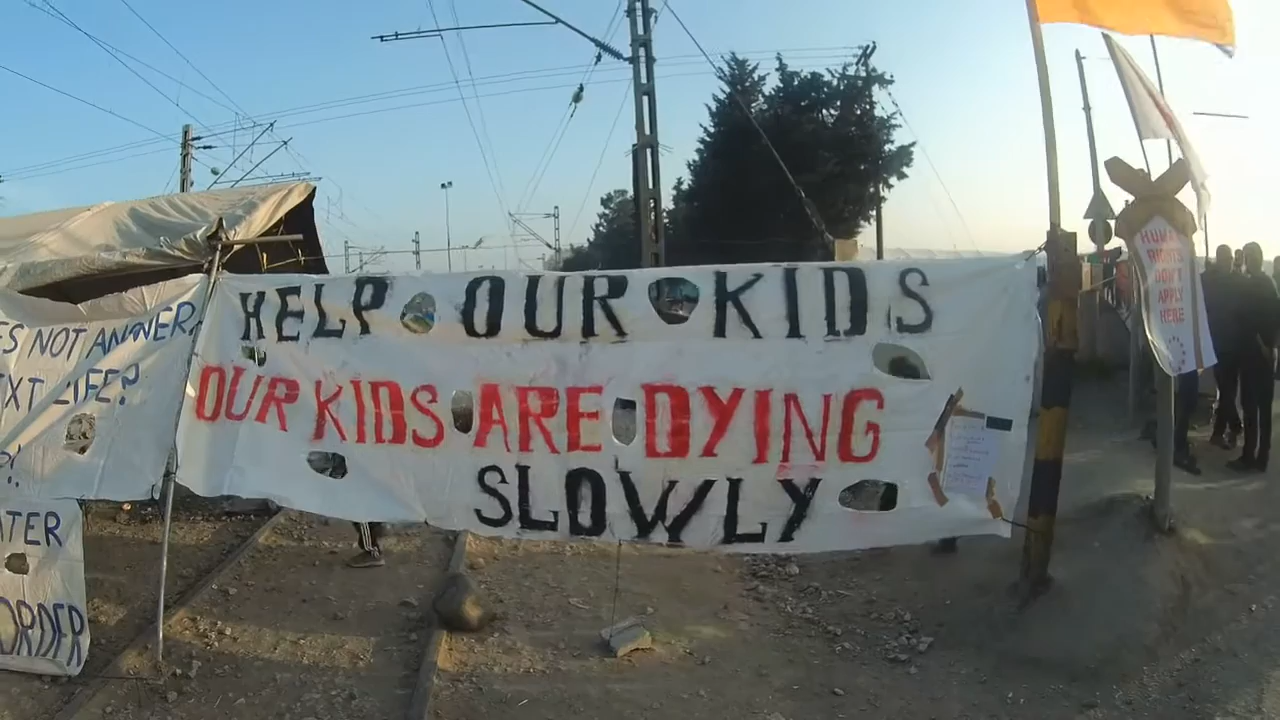 HELP OUR KIDS
OUR KIDS ARE DYING
SLOWLY
ES NOT ANSWER
EXT LIFE?
ATER
ORDER
HUMAN
RIGHTS
DON'T
APPLY
HERE